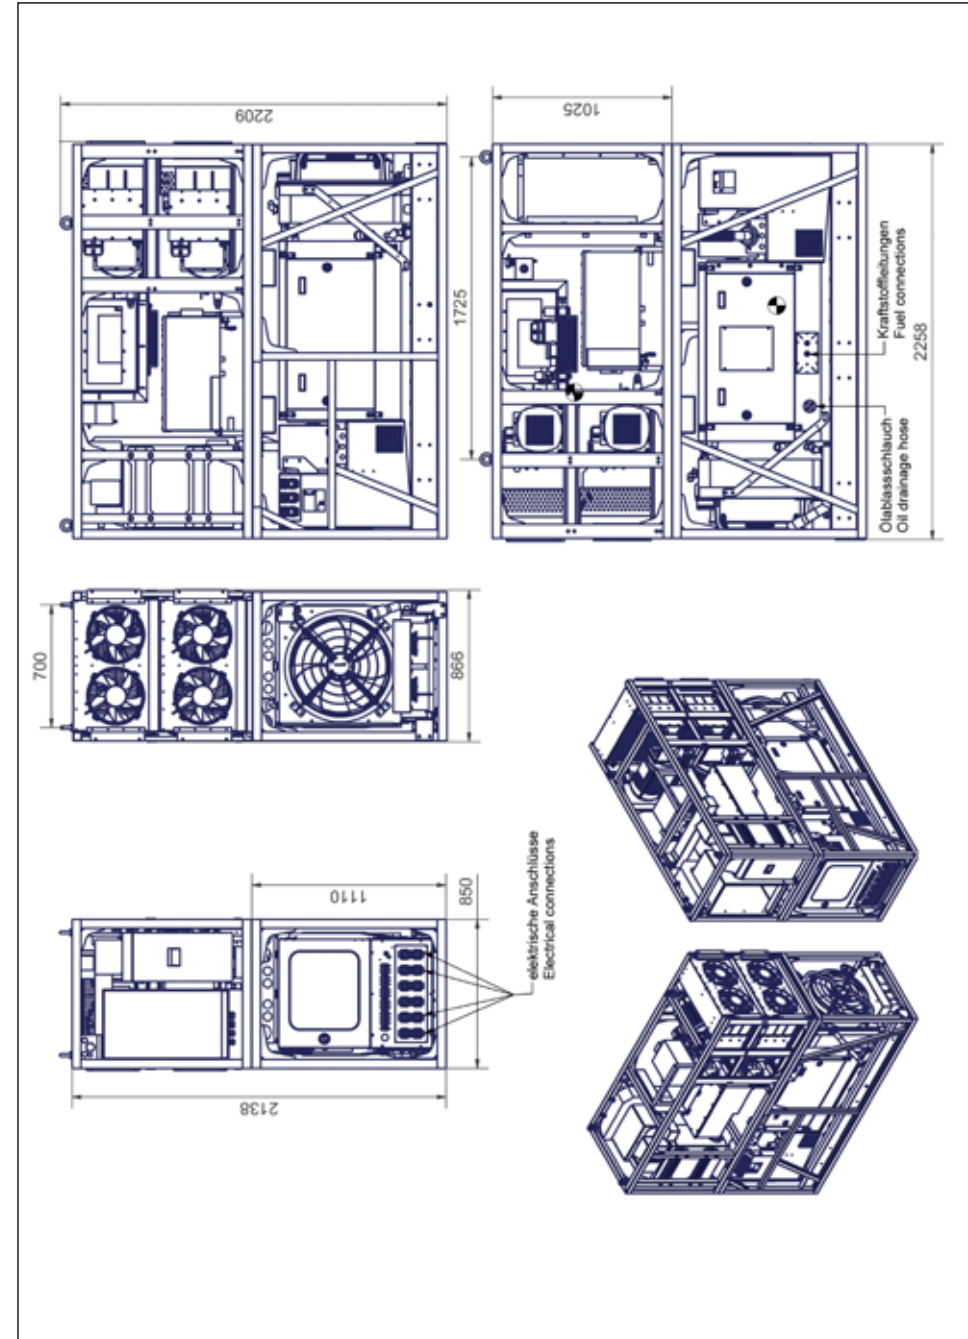 2209
1025
1725
Kraftstoffleitungen
Fuel connections
2258
Ölablassschlauch
Oil drainage hose
700
866
1110
850
elektrische Anschlüsse
Electrical connections
2138